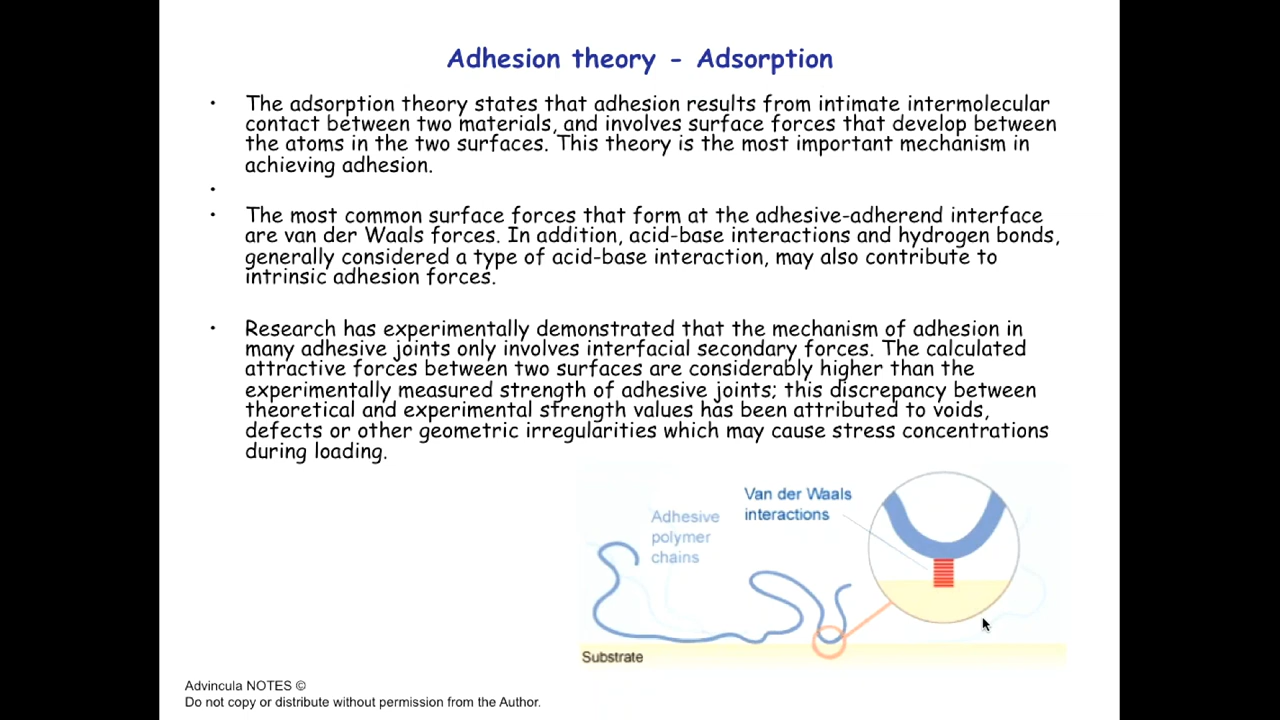 Adhesion theory - Adsorption
• The adsorption theory states that adhesion results from intimate intermolecular
contact between two materials, and involves surface forces that develop between
the atoms in the two surfaces. This theory is the most important mechanism in
achieving adhesion.
•
• The most common surface forces that form at the adhesive-adherend interface
are van der Waals forces. In addition, acid-base interactions and hydrogen bonds,
generally considered a type of acid-base interaction, may also contribute to
intrinsic adhesion forces.
• Research has experimentally demonstrated that the mechanism of adhesion in
many adhesive joints only involves interfacial secondary forces. The calculated
attractive forces between two surfaces are considerably higher than the
experimentally measured strength of adhesive joints; this discrepancy between
theoretical and experimental strength values has been attributed to voids,
defects or other geometric irregularities which may cause stress concentrations
during loading.
Van der Waals
interactions
Adhesive
polymer
chains
Substrate
Advincula NOTES ©
Do not copy or distribute without permission from the Author.